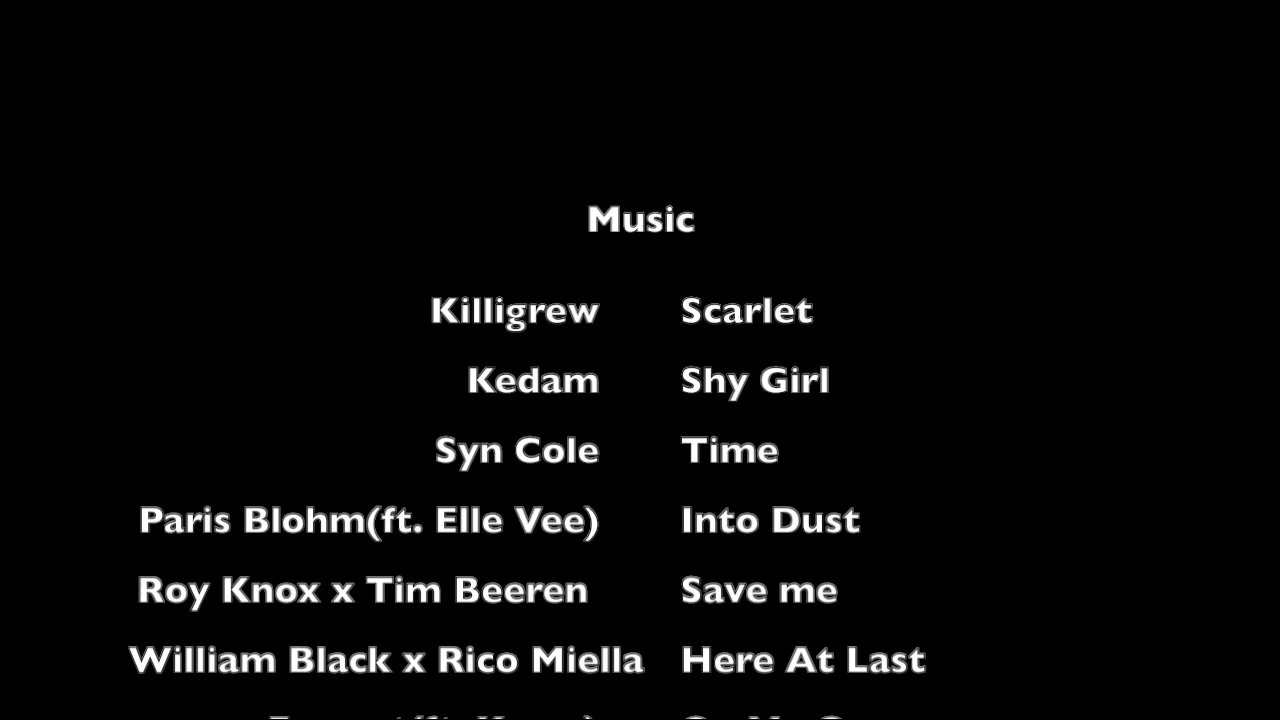 Music
Killigrew Scarlet
Kedam Shy Girl
Syn Cole Time
Paris Blohm(ft. Elle Vee) Into Dust
Roy Knox x Tim Beeren Save me
William Black x Rico Miella Here At Last